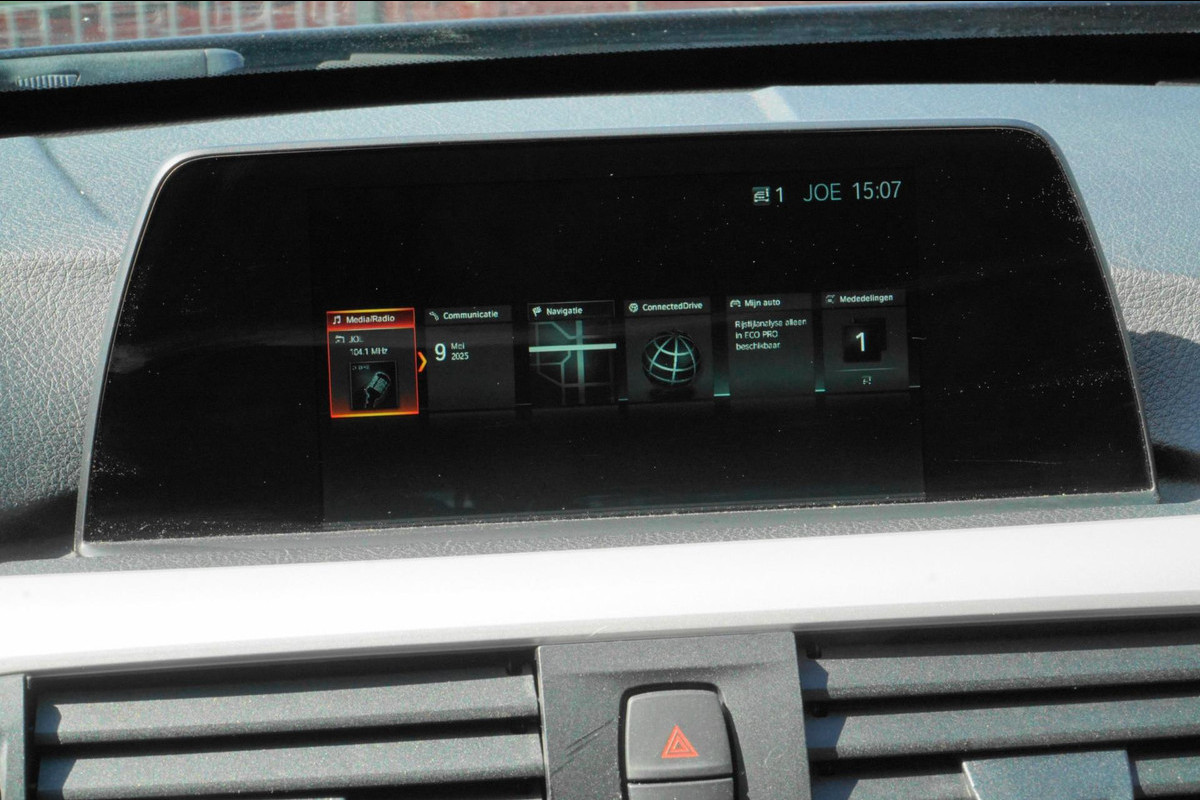 1 JOE 15:07
Media/Radio
JOE
104.1 MHz
Communicatie
9 Mei
2025
Navigatie
ConnectedDrive
Mijn auto
Rijstijlanalyse alleen
in ECO PRO
beschikbaar.
Mededelingen
1